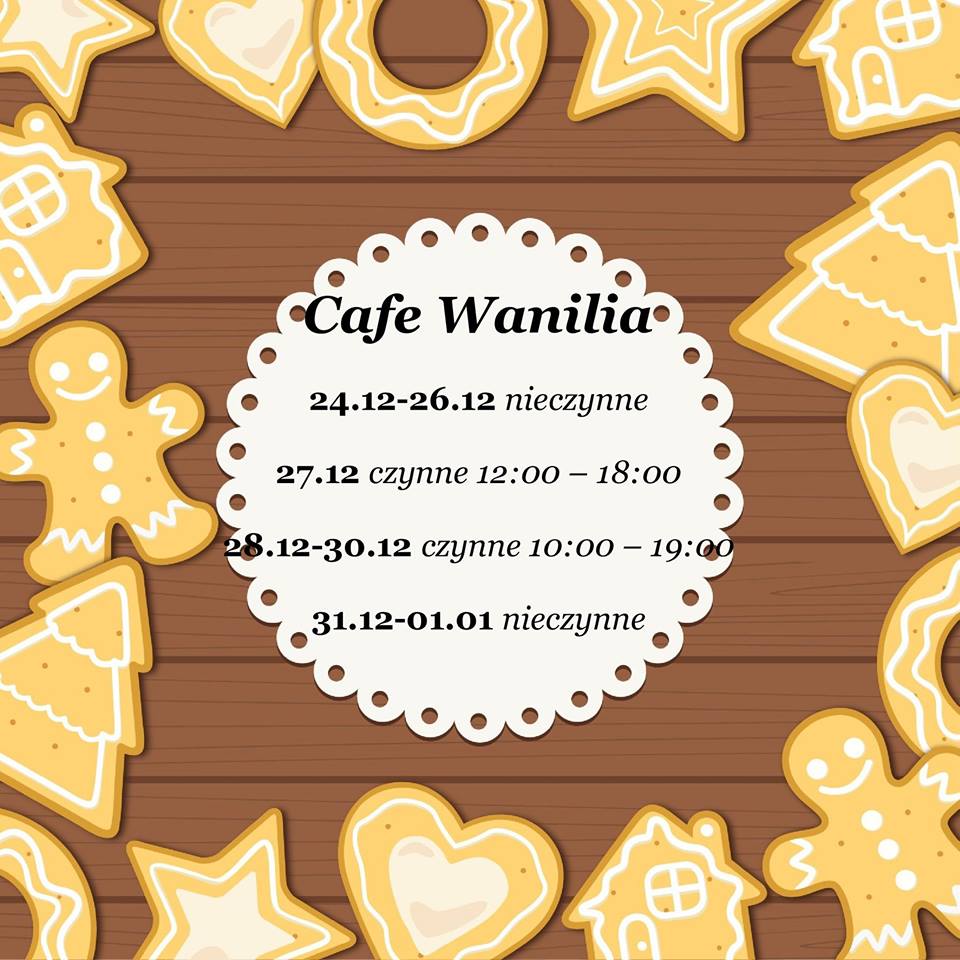 Cafe Wanilia
24.12-26.12 nieczynne
27.12 czynne 12:00 – 18:00
28.12-30.12 czynne 10:00 – 19:00
31.12-01.01 nieczynne